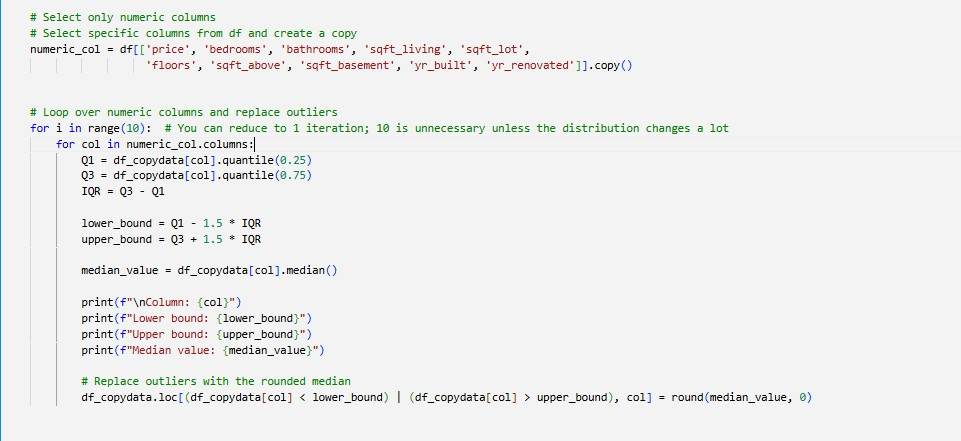 # Select only numeric columns
# Select specific columns from df and create a copy
numeric_col = df[['price', 'bedrooms', 'bathrooms', 'sqft_living', 'sqft_lot',
                  'floors', 'sqft_above', 'sqft_basement', 'yr_built', 'yr_renovated']].copy()
# Loop over numeric columns and replace outliers
for i in range(10):  # You can reduce to 1 iteration; 10 is unnecessary unless the distribution changes a lot
    for col in numeric_col.columns:
        Q1 = df_copydata[col].quantile(0.25)
        Q3 = df_copydata[col].quantile(0.75)
        IQR = Q3 - Q1
        lower_bound = Q1 - 1.5 * IQR
        upper_bound = Q3 + 1.5 * IQR
        median_value = df_copydata[col].median()
        print(f"\nColumn: {col}")
        print(f"Lower bound: {lower_bound}")
        print(f"Upper bound: {upper_bound}")
        print(f"Median value: {median_value}")
        # Replace outliers with the rounded median
        df_copydata.loc[(df_copydata[col] < lower_bound) | (df_copydata[col] > upper_bound), col] = round(median_value, 0)